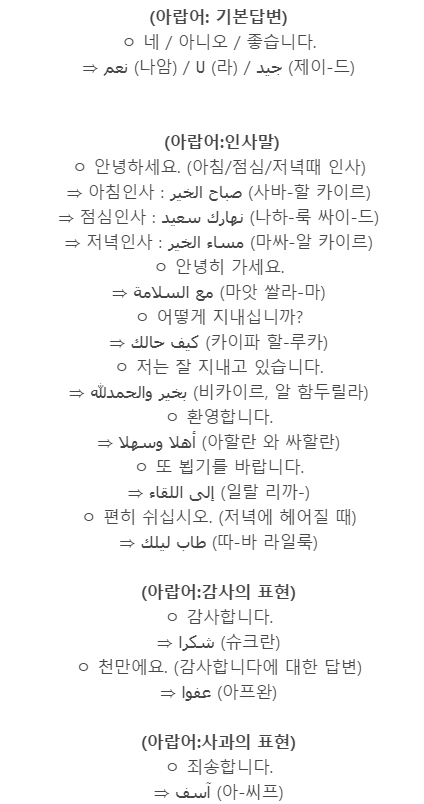 (아랍어: 기본답변)
ㅇ 네 / 아니오 / 좋습니다.
⇒ نعم (나암) / U (라) / جيد (제이-드)
(아랍어:인사말)
ㅇ 안녕하세요. (아침/점심/저녁때 인사)
⇒ 아침인사 : صباح الخير (사바-할 카이르)
⇒ 점심인사 : نهارك سعيد (나하-룩 싸이-드)
⇒ 저녁인사 : مساء الخير (마싸-알 카이르)
ㅇ 안녕히 가세요.
⇒ مع السلامة (마앗 쌀라-마)
ㅇ 어떻게 지내십니까?
⇒ كيف حالك (카이파 할-루카)
ㅇ 저는 잘 지내고 있습니다.
⇒ بخير والحمدلله (비카이르, 알 함두릴라)
ㅇ 환영합니다.
⇒ أهلا وسهلا (아할란 와 싸할란)
ㅇ 또 뵙기를 바랍니다.
⇒ إلى اللقاء (일랄 리까-)
ㅇ 편히 쉬십시오. (저녁에 헤어질 때)
⇒ طاب ليلك (따-바 라일룩)
(아랍어:감사의 표현)
ㅇ 감사합니다.
⇒ شكرا (슈크란)
ㅇ 천만에요. (감사합니다에 대한 답변)
⇒ عفوا (아프완)
(아랍어:사과의 표현)
ㅇ 죄송합니다.
⇒ آسف (아-씨프)